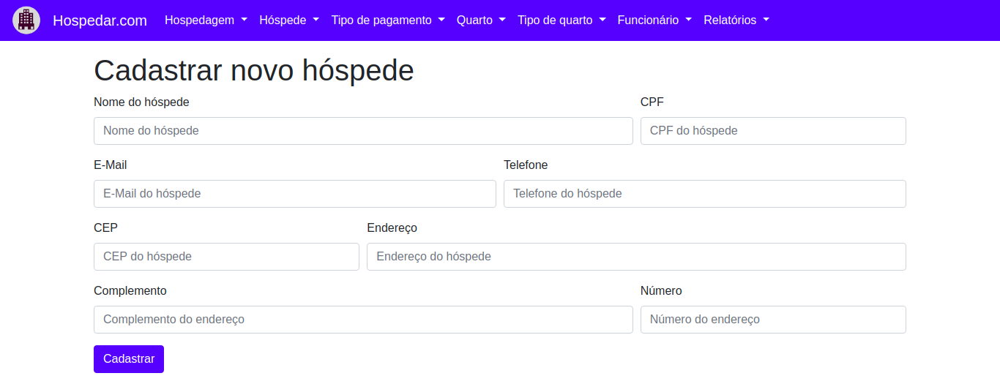 Hospedar.com Hospedagem Hóspede Tipo de pagamento Quarto Tipo de quarto Funcionário Relatórios
Cadastrar novo hóspede
Nome do hóspede CPF
Nome do hóspede CPF do hóspede
E-Mail Telefone
E-Mail do hóspede Telefone do hóspede
CEP Endereço
CEP do hóspede Endereço do hóspede
Complemento Número
Complemento do endereço Número do endereço
Cadastrar